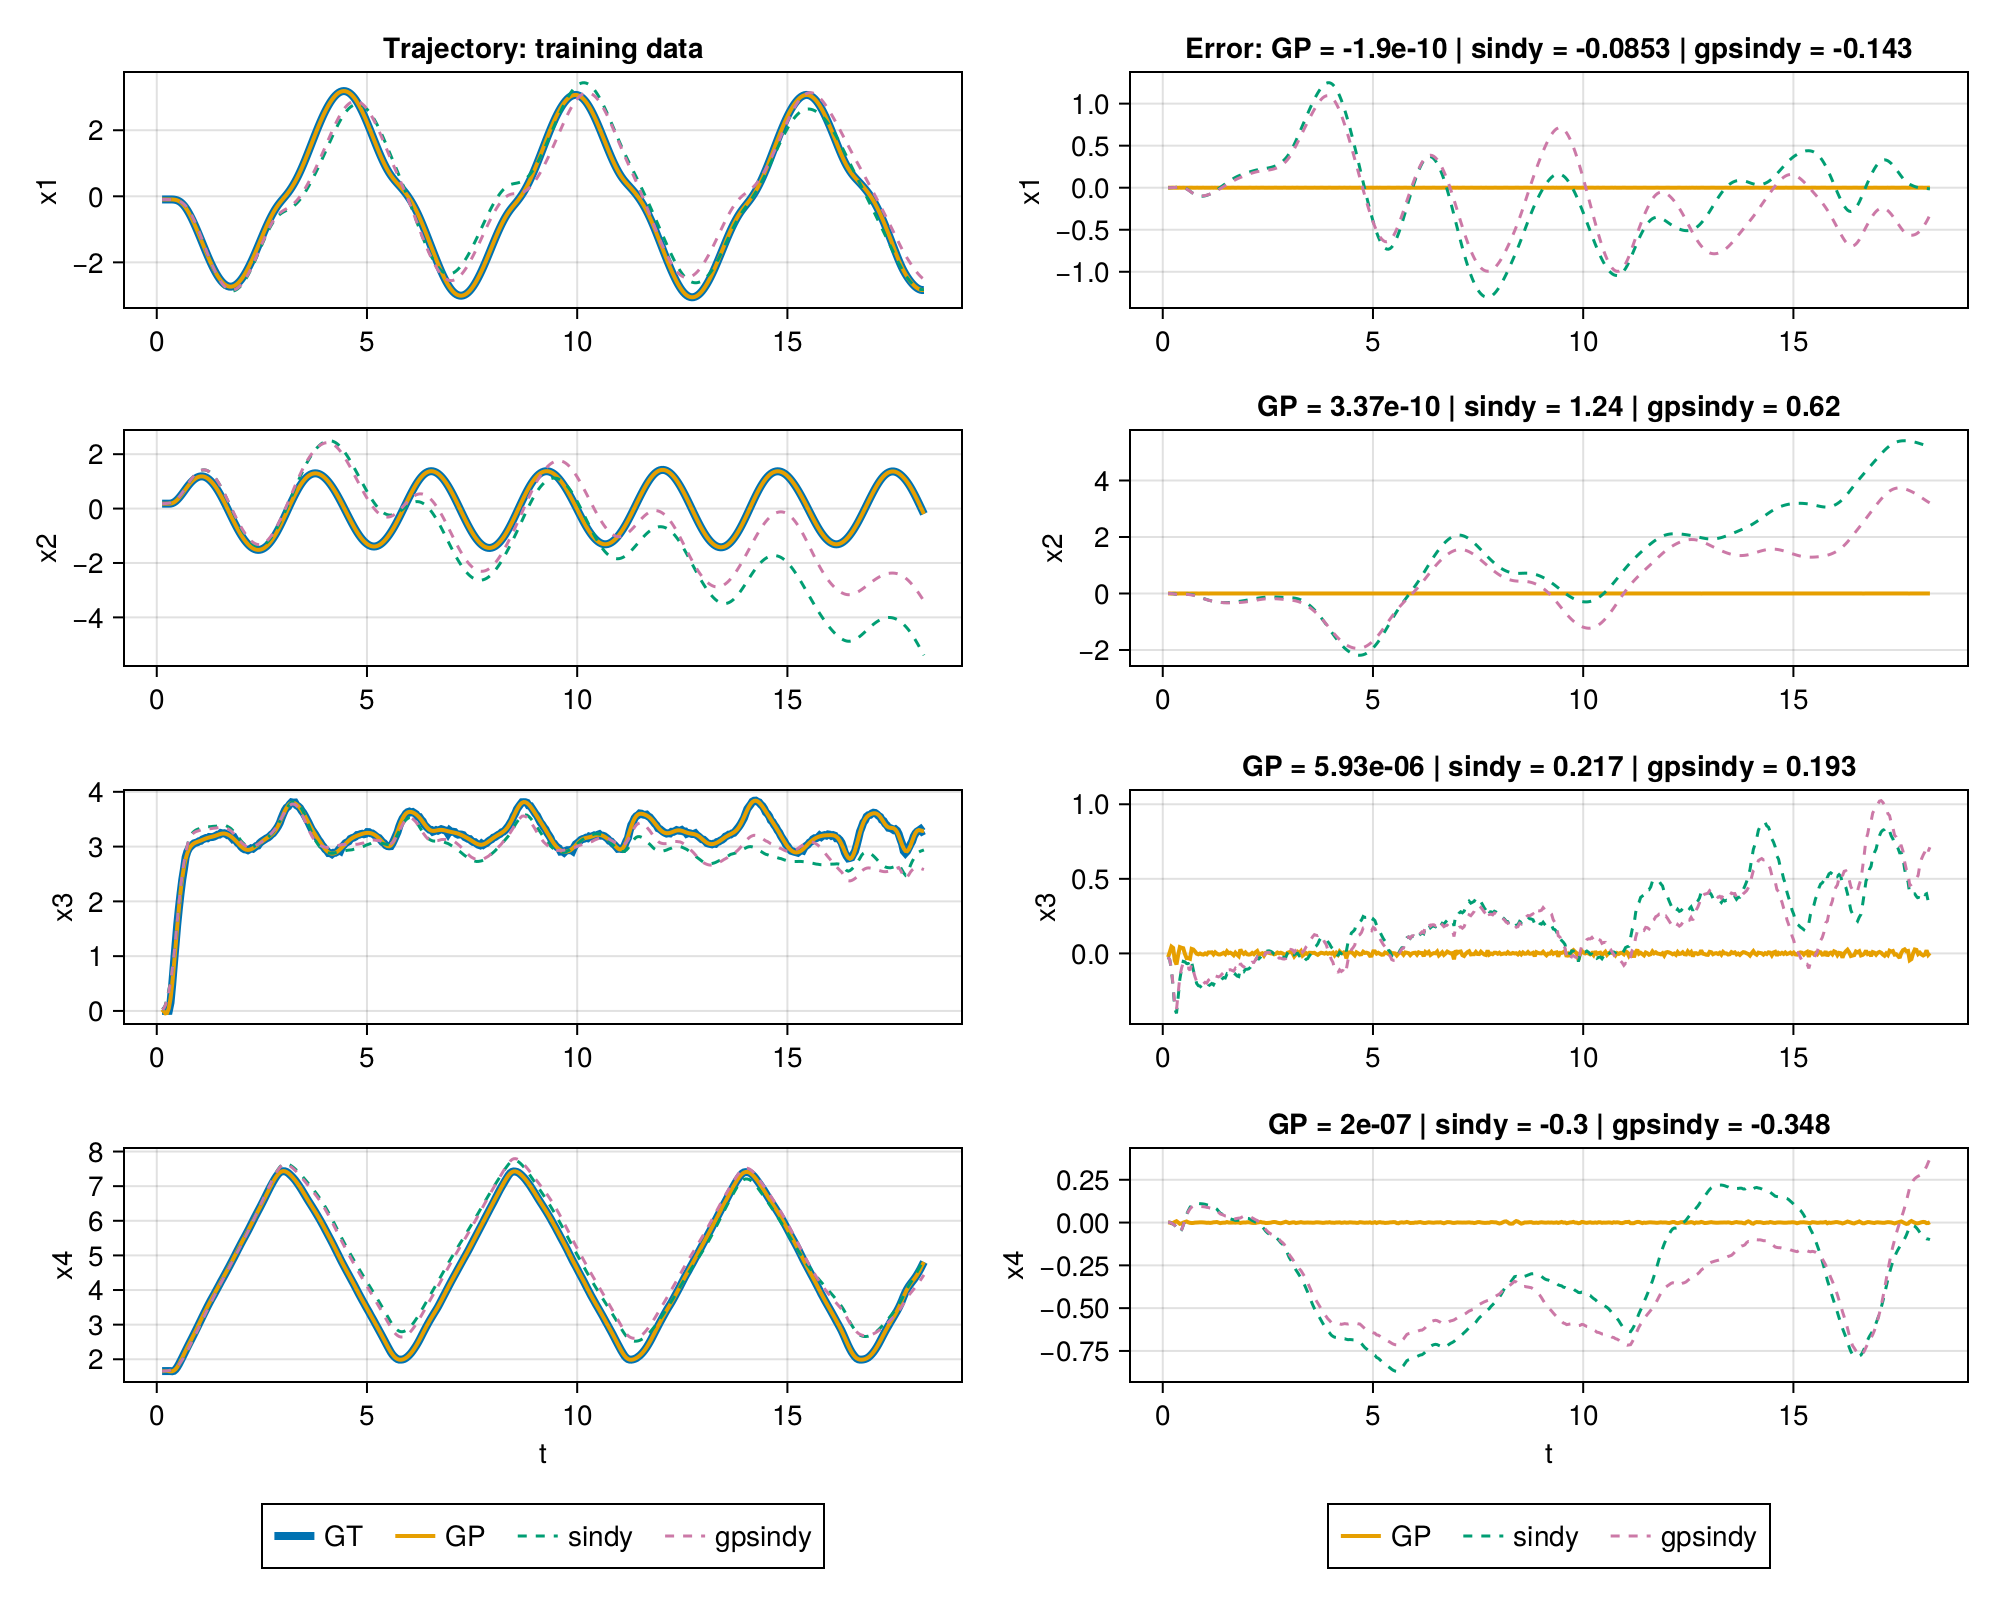 Trajectory: training data
Error: GP = -1.9e-10 | sindy = -0.0853 | gpsindy = -0.143
x1
2
0
−2
0 5 10 15
x1
1.0
0.5
0.0
−0.5
−1.0
0 5 10 15
GP = 3.37e-10 | sindy = 1.24 | gpsindy = 0.62
x2
2
0
−2
−4
0 5 10 15
x2
4
2
0
−2
0 5 10 15
GP = 5.93e-06 | sindy = 0.217 | gpsindy = 0.193
x3
4
3
2
1
0
0 5 10 15
x3
1.0
0.5
0.0
0 5 10 15
GP = 2e-07 | sindy = -0.3 | gpsindy = -0.348
x4
8
7
6
5
4
3
2
0 5 10 15
t
x4
0.25
0.00
−0.25
−0.50
−0.75
0 5 10 15
t
GT GP sindy gpsindy
GP sindy gpsindy